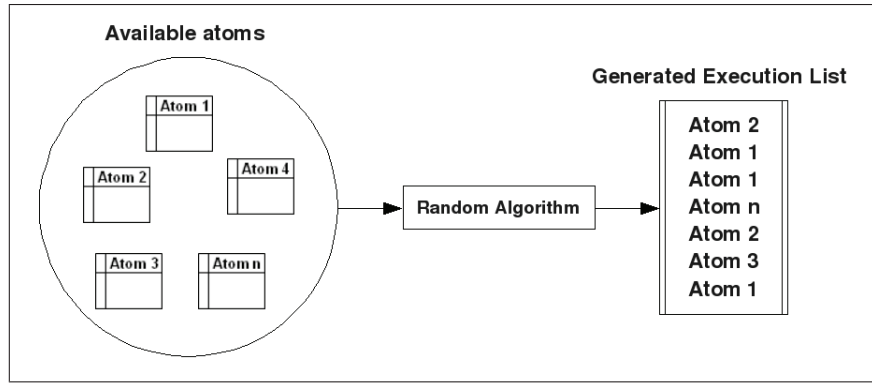 Available atoms
Atom 1
Atom 2
Atom 4
Atom 3
Atom n
Random Algorithm
Generated Execution List
Atom 2
Atom 1
Atom 1
Atom n
Atom 2
Atom 3
Atom 1